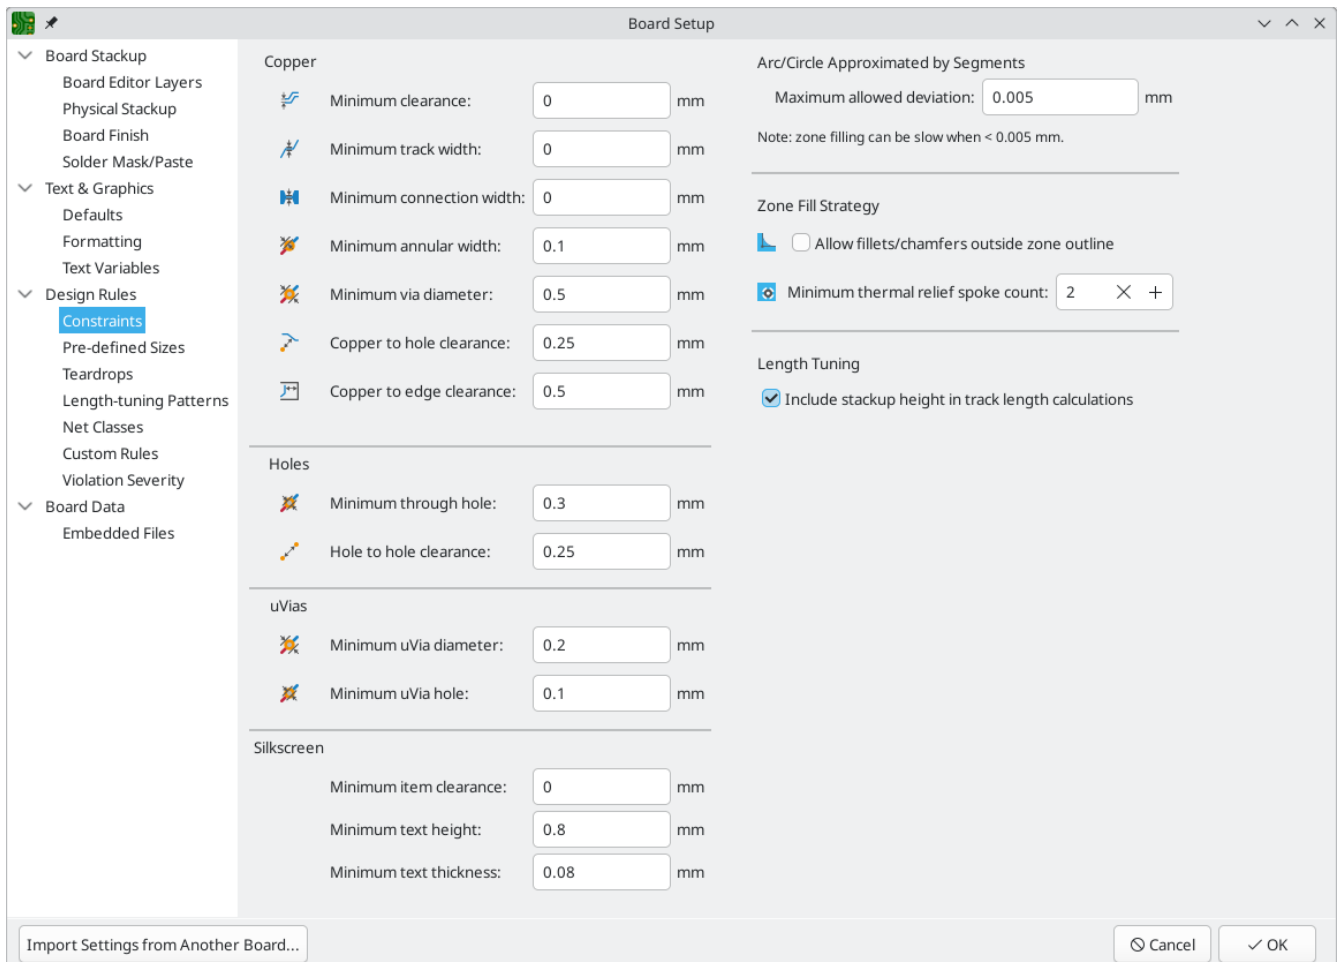 Board Setup
Board Stackup
Board Editor Layers
Physical Stackup
Board Finish
Solder Mask/Paste
Text & Graphics
Defaults
Formatting
Text Variables
Design Rules
Constraints
Pre-defined Sizes
Teardrops
Length-tuning Patterns
Net Classes
Custom Rules
Violation Severity
Board Data
Embedded Files
Copper
Minimum clearance: 0 mm
Minimum track width: 0 mm
Minimum connection width: 0 mm
Minimum annular width: 0.1 mm
Minimum via diameter: 0.5 mm
Copper to hole clearance: 0.25 mm
Copper to edge clearance: 0.5 mm
Holes
Minimum through hole: 0.3 mm
Hole to hole clearance: 0.25 mm
uVias
Minimum uVia diameter: 0.2 mm
Minimum uVia hole: 0.1 mm
Silkscreen
Minimum item clearance: 0 mm
Minimum text height: 0.8 mm
Minimum text thickness: 0.08 mm
Arc/Circle Approximated by Segments
Maximum allowed deviation: 0.005 mm
Note: zone filling can be slow when < 0.005 mm.
Zone Fill Strategy
Allow fillets/chamfers outside zone outline
Minimum thermal relief spoke count: 2
Length Tuning
Include stackup height in track length calculations
Import Settings from Another Board...
Cancel
OK